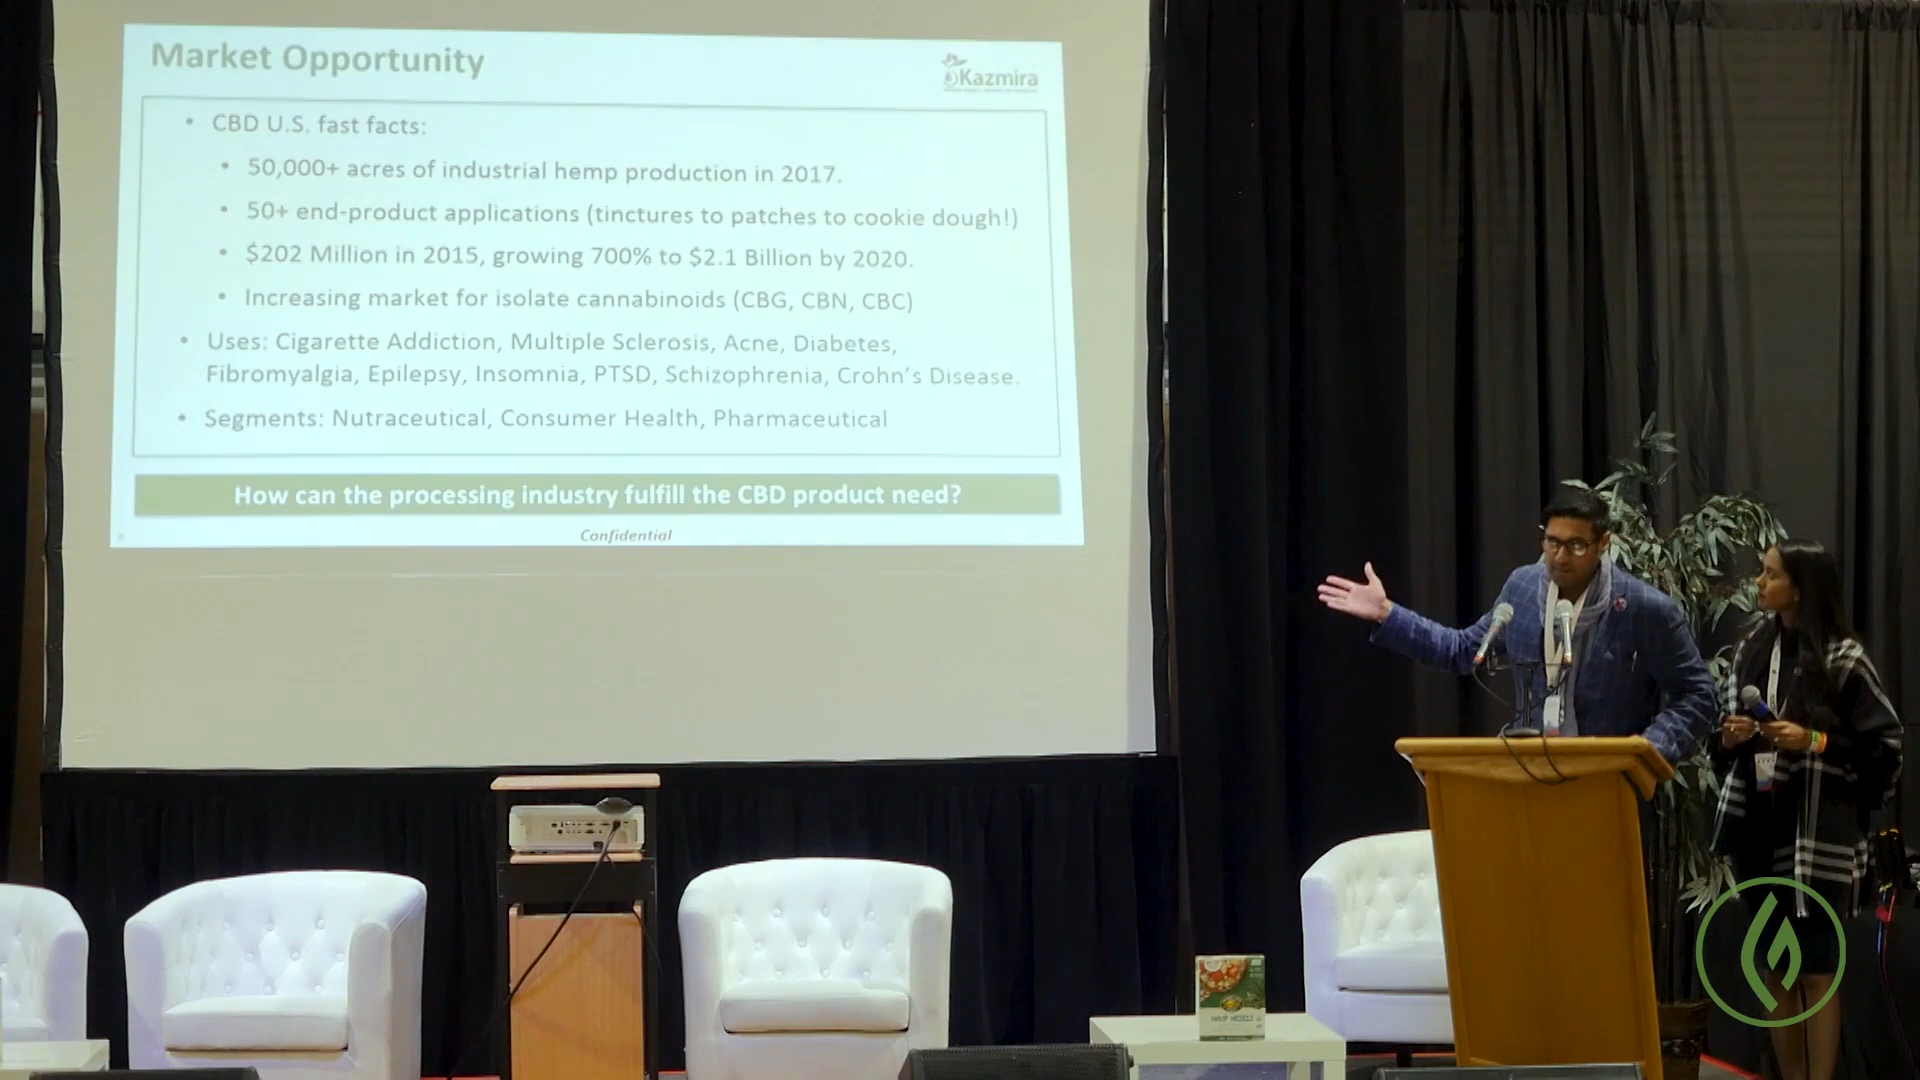 Market Opportunity
Kazmira
• CBD U.S. fast facts:
• 50,000+ acres of industrial hemp production in 2017.
• 50+ end-product applications (tinctures to patches to cookie dough!)
• $202 Million in 2015, growing 700% to $2.1 Billion by 2020.
• Increasing market for isolate cannabinoids (CBG, CBN, CBC)
• Uses: Cigarette Addiction, Multiple Sclerosis, Acne, Diabetes,
Fibromyalgia, Epilepsy, Insomnia, PTSD, Schizophrenia, Crohn's Disease.
• Segments: Nutraceutical, Consumer Health, Pharmaceutical
How can the processing industry fulfill the CBD product need?
Confidential